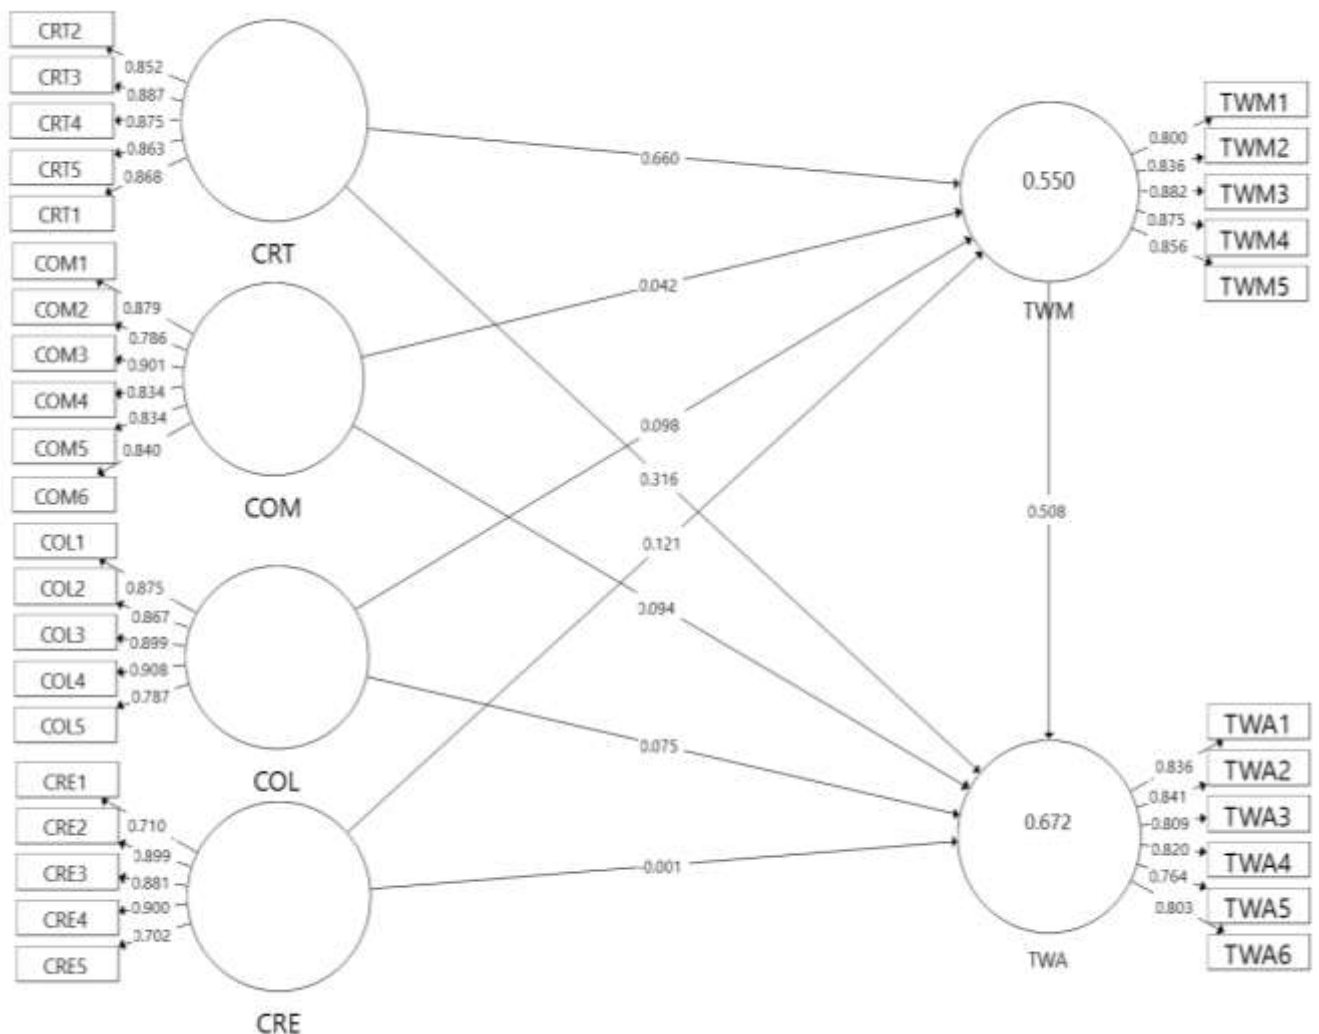 CRT2
0.852
CRT3
0.887
CRT4
0.875
CRT5
0.863
CRT1
0.868
CRT
COM1
0.879
COM2
0.786
COM3
0.901
COM4
0.834
COM5
0.834
COM6
0.840
COM
COL1
0.875
COL2
0.867
COL3
0.899
COL4
0.908
COL5
0.787
COL
CRE1
0.710
CRE2
0.899
CRE3
0.881
CRE4
0.900
CRE5
0.702
CRE
0.660
0.042
0.098
0.316
0.121
0.094
0.075
0.001
0.508
0.550
TWM
0.800
TWM1
0.836
TWM2
0.882
TWM3
0.875
TWM4
0.856
TWM5
0.672
TWA
0.836
TWA1
0.841
TWA2
0.809
TWA3
0.820
TWA4
0.764
TWA5
0.803
TWA6